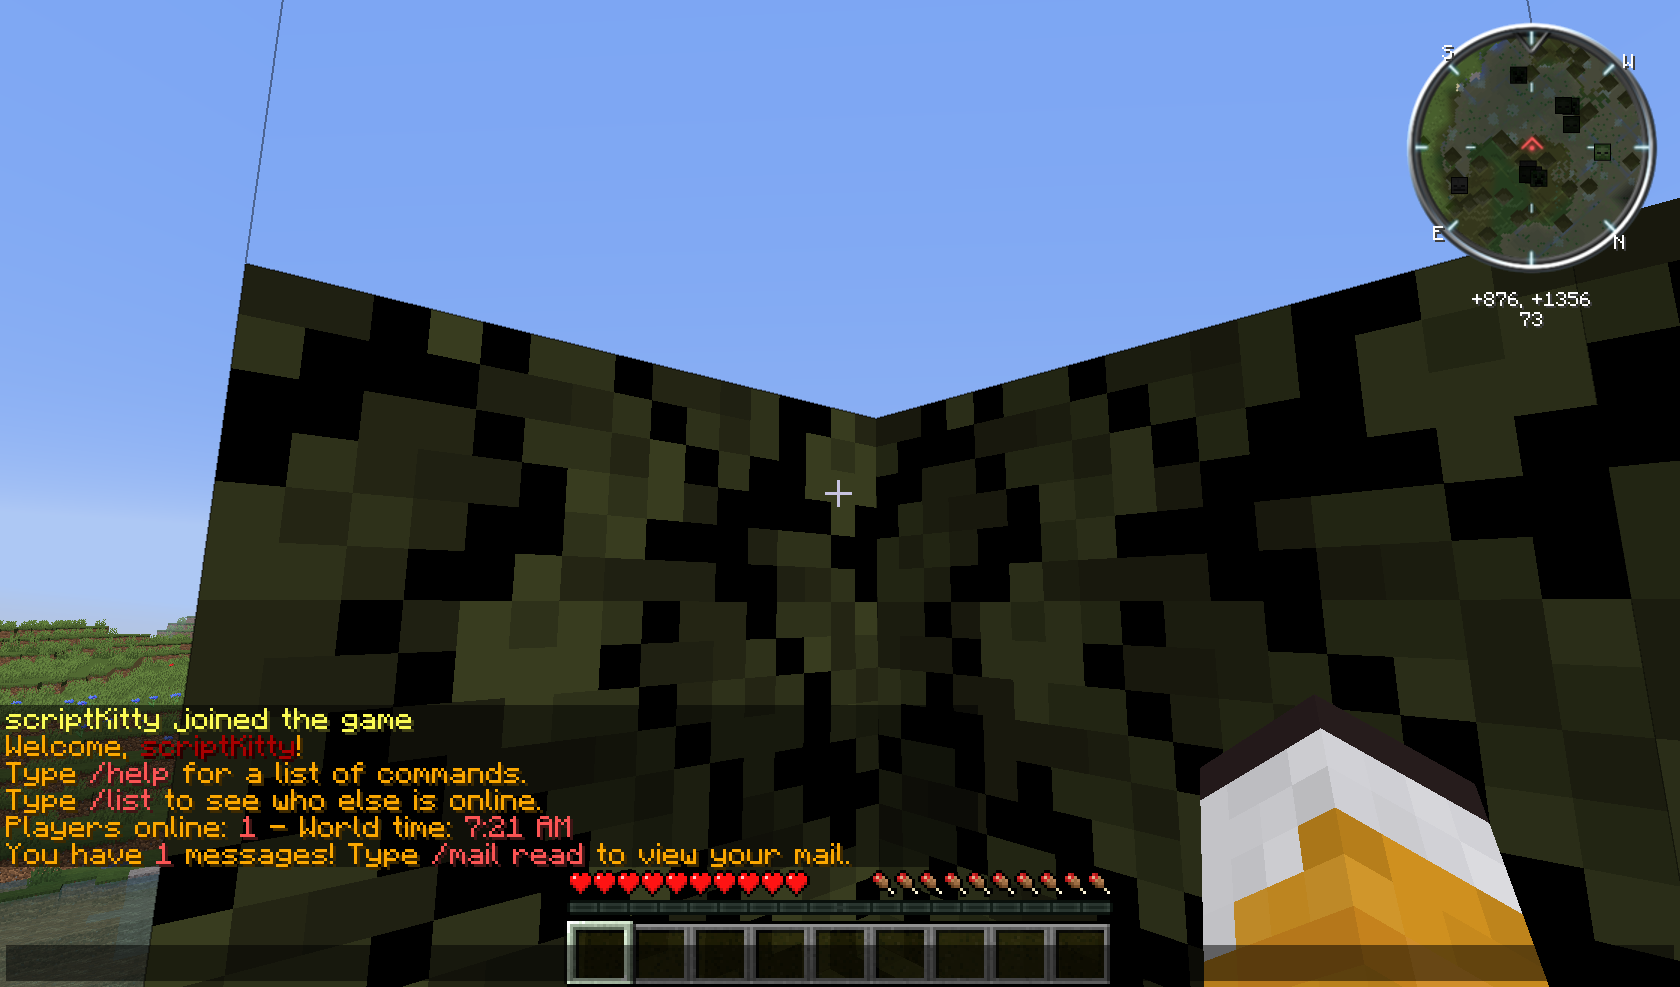 S
W
E
N
+876, +1356
73
scriptKitty joined the game
Welcome, scriptKitty!
Type /help for a list of commands.
Type /list to see who else is online.
Players online: 1 - World time: 7:21 AM
You have 1 messages! Type /mail read to view your mail.